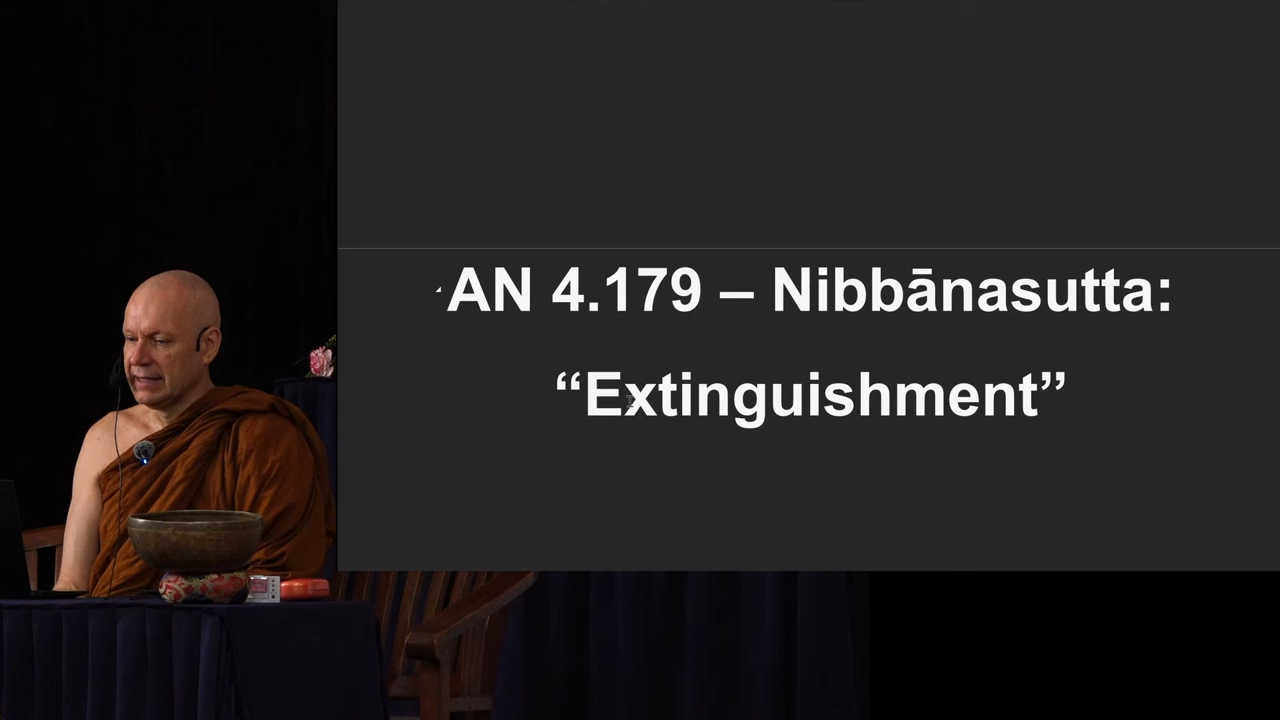 AN 4.179 – Nibbānasutta:
“Extinguishment”